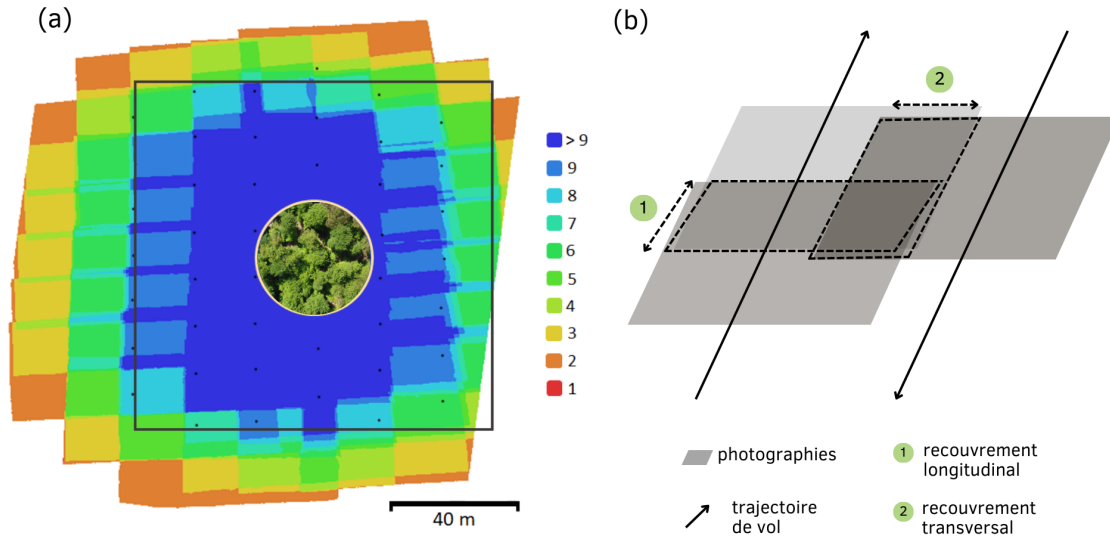 (a)
> 9
9
8
7
6
5
4
3
2
1
40 m
(b)
2
1
photographies
trajectoire
de vol
1 recouvrement
longitudinal
2 recouvrement
transversal